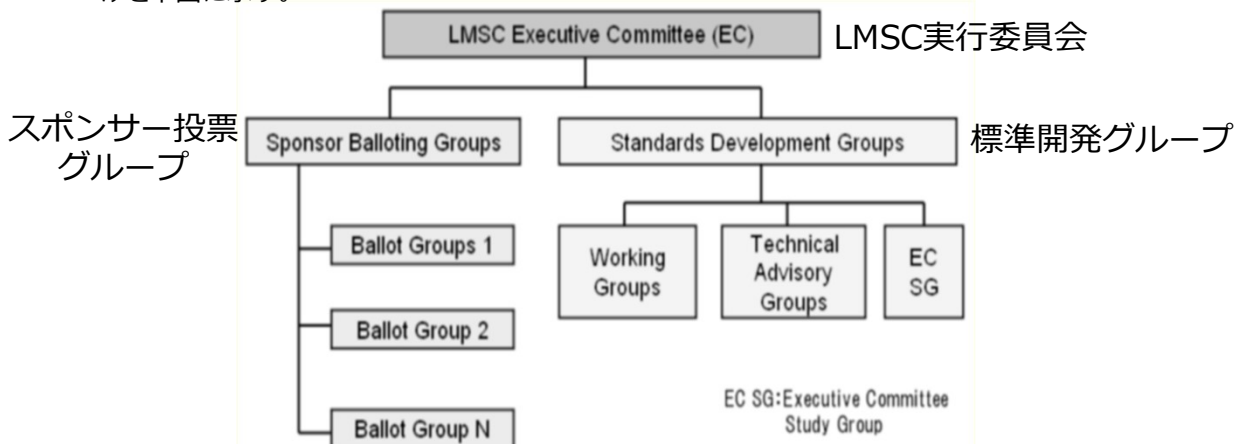 LMSC Executive Committee (EC)
LMSC実行委員会
スポンサー投票
グループ
Sponsor Balloting Groups
Standards Development Groups
標準開発グループ
Ballot Groups 1
Ballot Group 2
Ballot Group N
Working
Groups
Technical
Advisory
Groups
EC
SG
EC SG:Executive Committee
Study Group